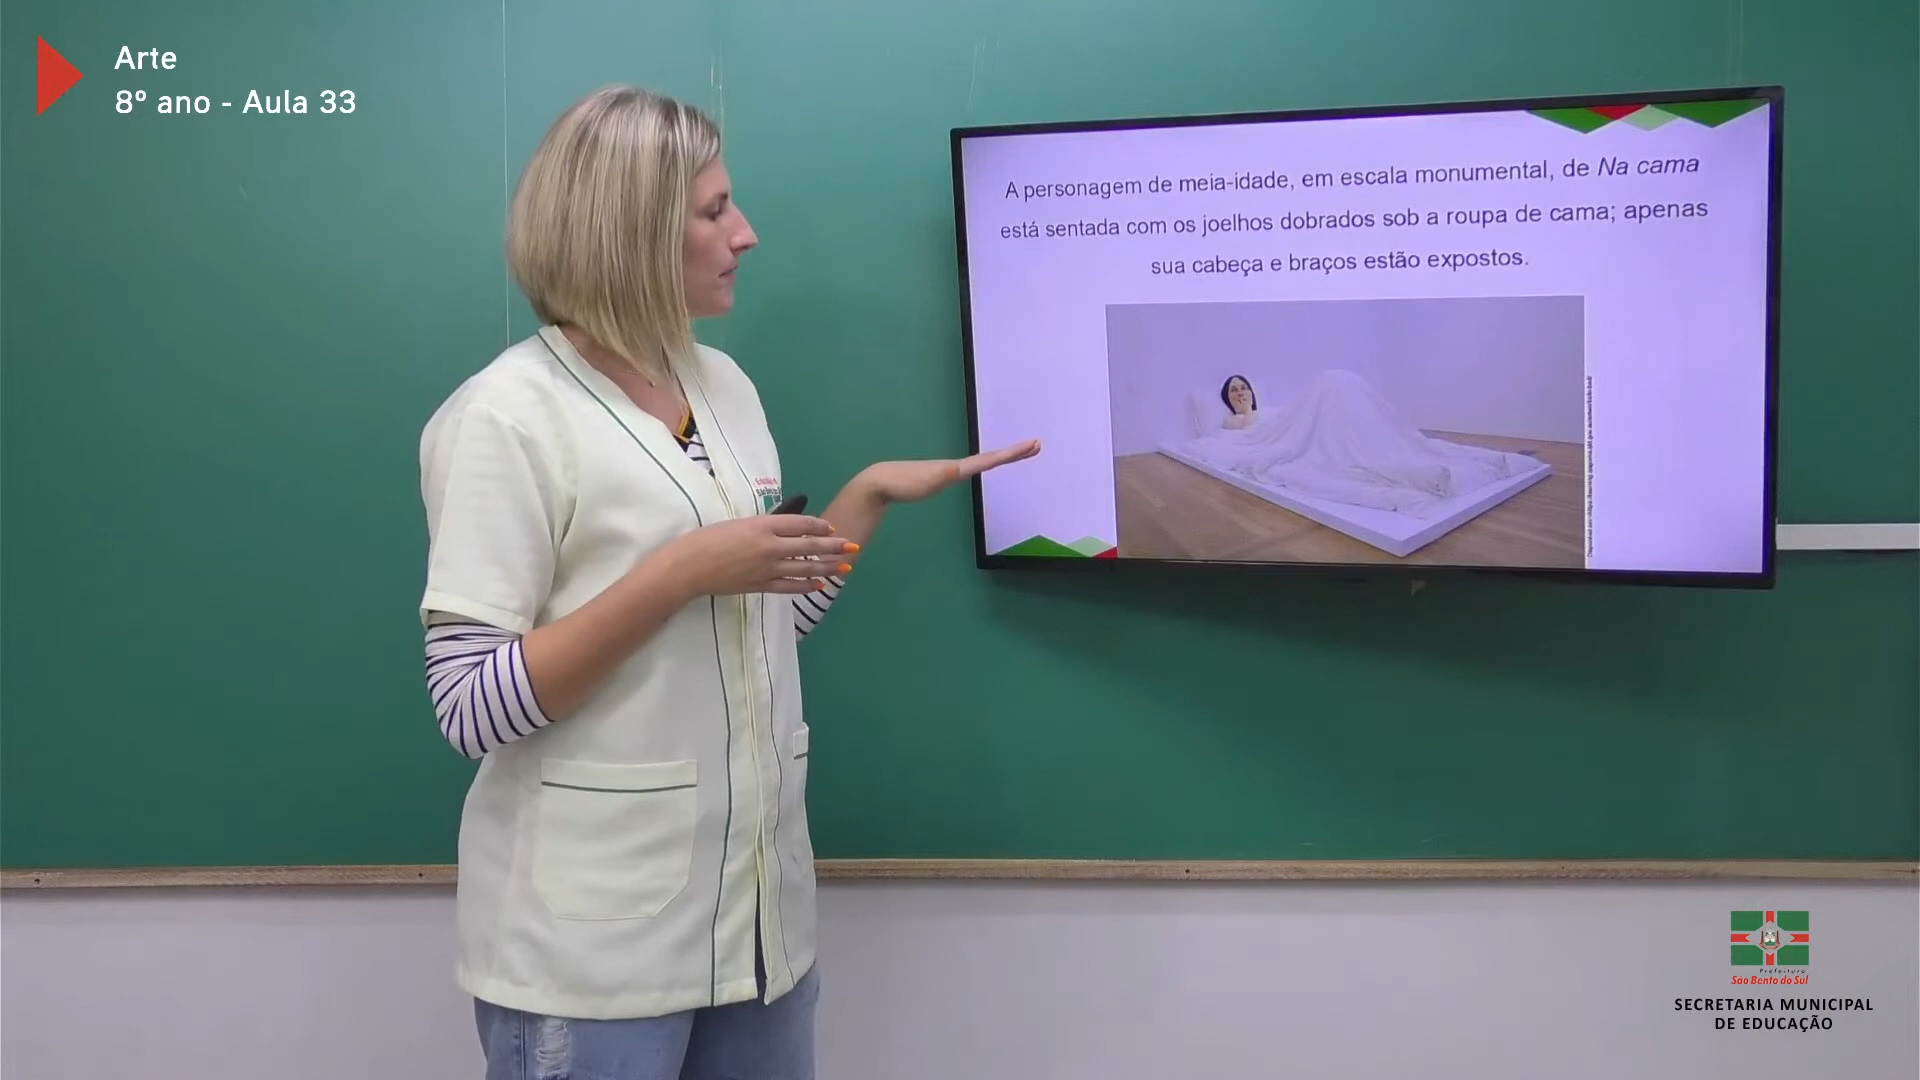 Arte
8º ano - Aula 33
A personagem de meia-idade, em escala monumental, de Na cama
está sentada com os joelhos dobrados sob a roupa de cama; apenas
sua cabeça e braços estão expostos.
Prefeitura
São Bento do Sul
SECRETARIA MUNICIPAL
DE EDUCAÇÃO